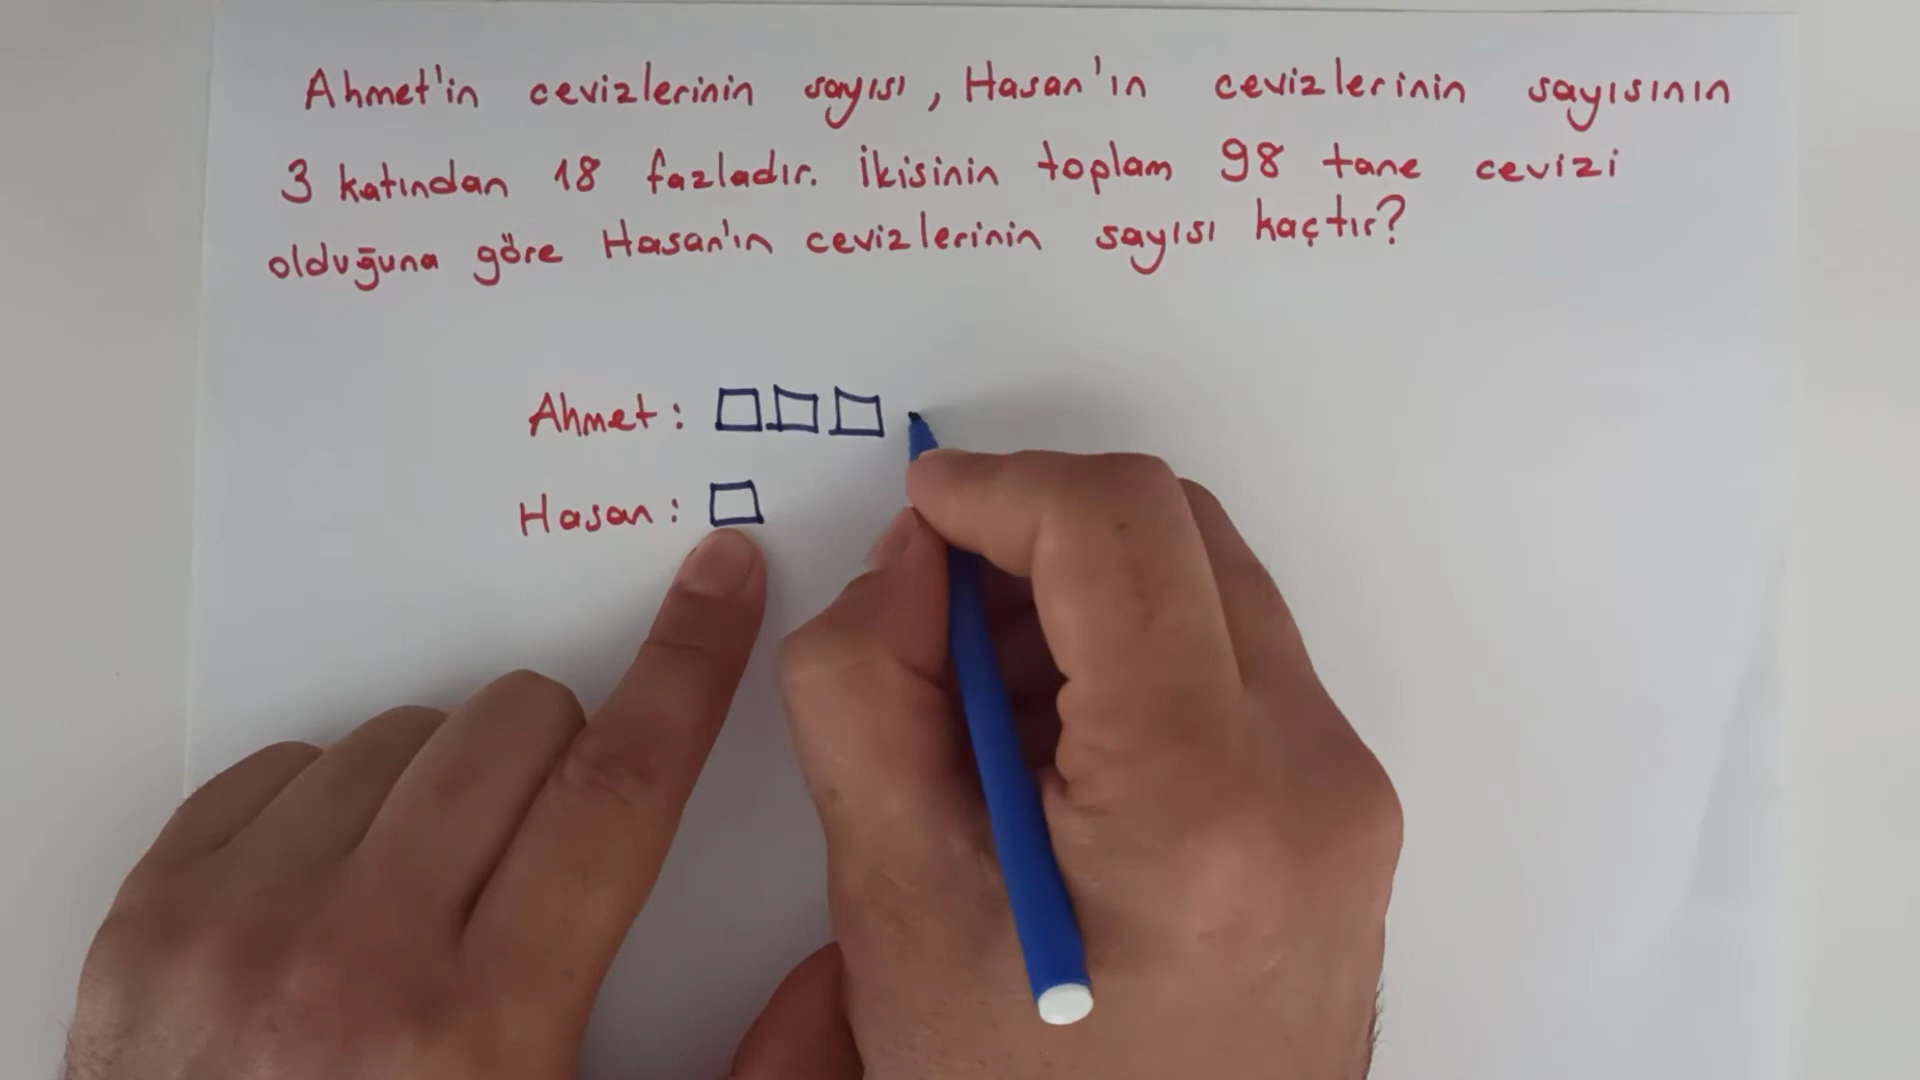 Ahmet'in cevizlerinin sayısı, Hasan'ın cevizlerinin sayısının
3 katından 18 fazladır. İkisinin toplam 98 tane cevizi
olduğuna göre Hasan'ın cevizlerinin sayısı kaçtır?
Ahmet:
Hasan: